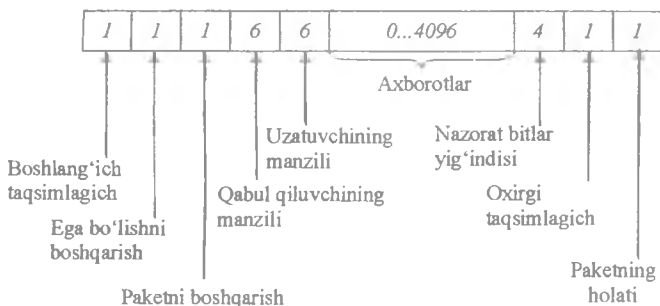 1 1 1 6 6 0...4096 4 1 1
Axborotlar
Uzatuvchining
manzili
Nazorat bitlar
yig‘indisi
Boshlang‘ich
taqsimlagich
Qabul qiluvchining
manzili
Oxirgi
taqsimlagich
Ega bo‘lishni
boshqarish
Paketning
holati
Paketni boshqarish